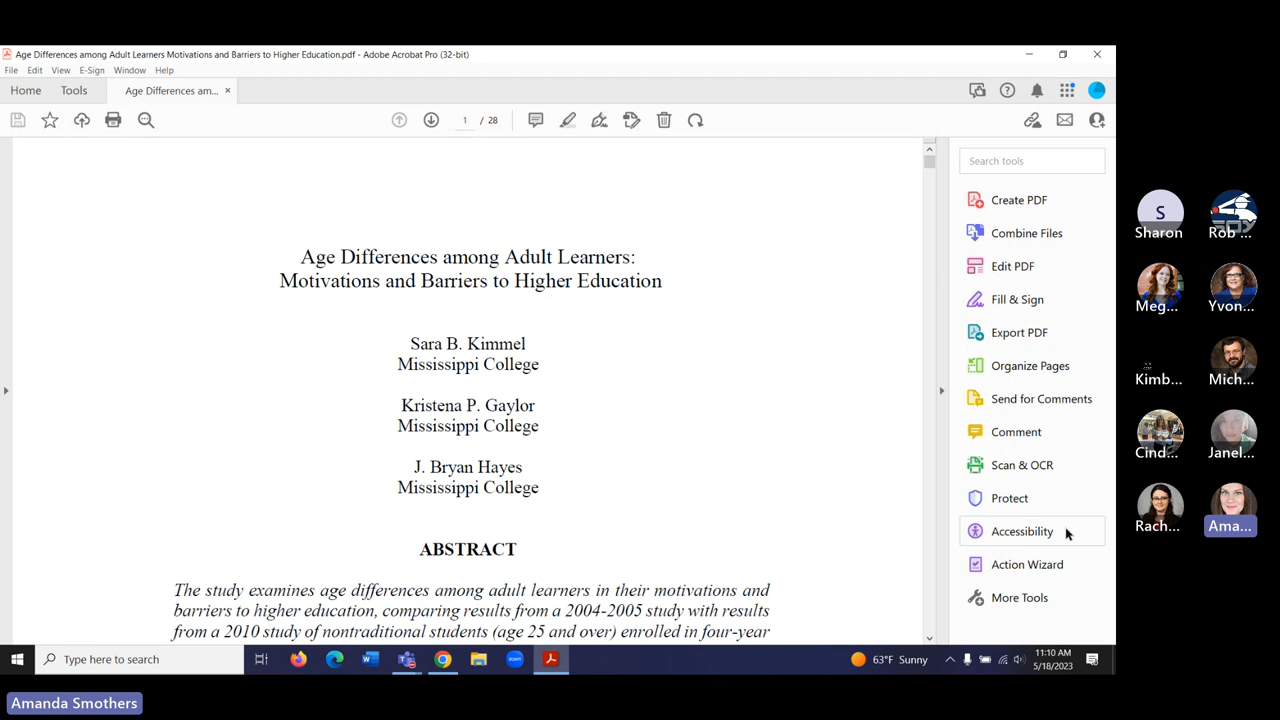 Age Differences among Adult Learners Motivations and Barriers to Higher Education.pdf - Adobe Acrobat Pro (32-bit)
File Edit View E-Sign Window Help
Home Tools Age Differences am... ×
1 / 28
Age Differences among Adult Learners:
Motivations and Barriers to Higher Education
Sara B. Kimmel
Mississippi College
Kristena P. Gaylor
Mississippi College
J. Bryan Hayes
Mississippi College
ABSTRACT
The study examines age differences among adult learners in their motivations and
barriers to higher education, comparing results from a 2004-2005 study with results
from a 2010 study of nontraditional students (age 25 and over) enrolled in four-year
Search tools
Create PDF
Combine Files
Edit PDF
Fill & Sign
Export PDF
Organize Pages
Send for Comments
Comment
Scan & OCR
Protect
Accessibility
Action Wizard
More Tools
S
Sharon
Rob ...
Meg...
Yvon...
Kimb...
Mich...
Cind...
Janel...
Rach...
Ama...
Type here to search
63°F Sunny
11:10 AM
5/18/2023
Amanda Smothers